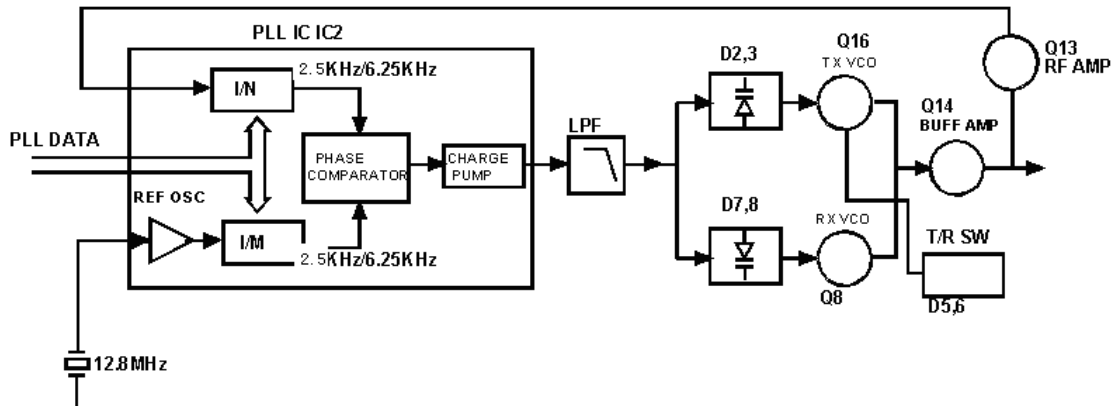 PLL IC IC2
Q13
RF AMP
D2,3
Q16
TX VCO
2.5KHz/6.25KHz
I/N
Q14
BUFF AMP
LPF
PLL DATA
PHASE
COMPARATOR
CHARGE
PUMP
REF OSC
D7,8
RX VCO
I/M
T/R SW
2.5KHz/6.25KHz
Q8
D5,6
12.8MHz